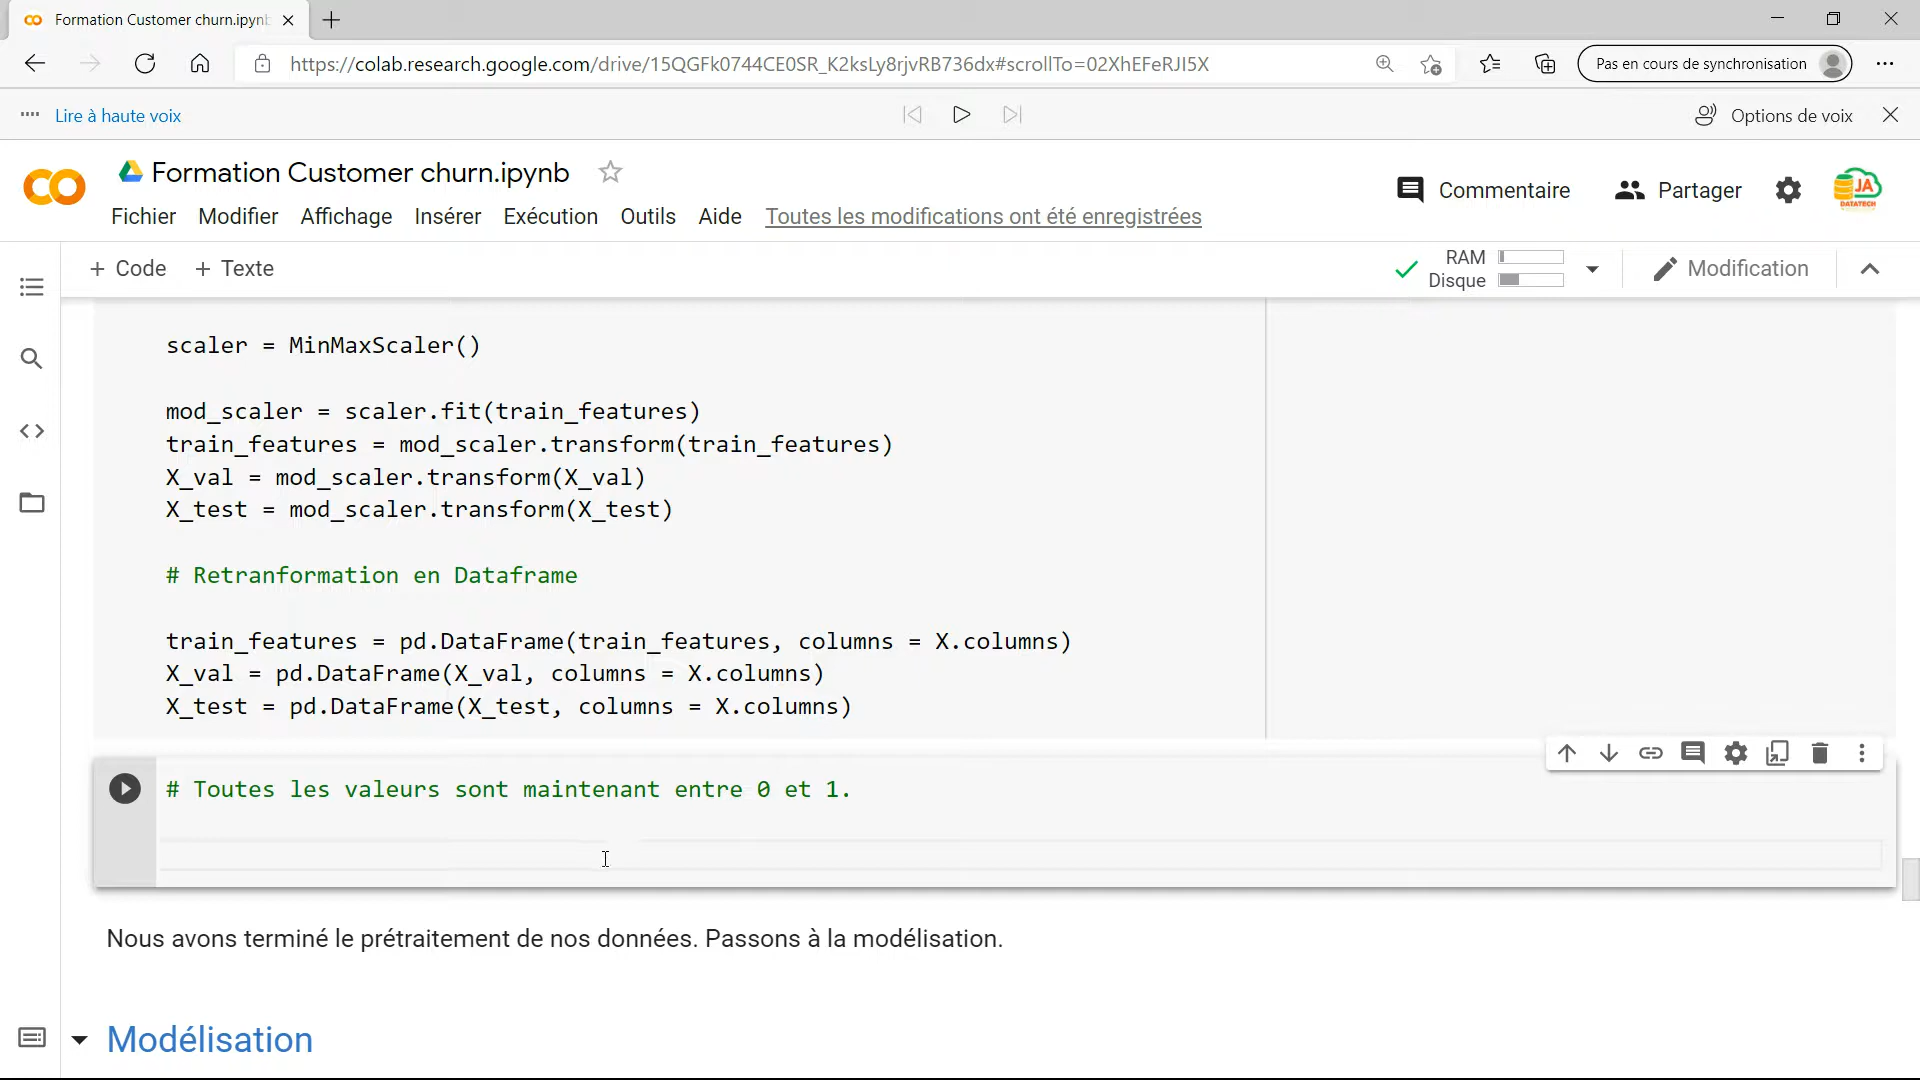 Formation Customer churn.ipynb
https://colab.research.google.com/drive/15QGFk0744CE0SR_K2ksLy8rjvRB736dx#scrollTo=02XhEFeRJI5X
Pas en cours de synchronisation
Lire à haute voix
Options de voix
Formation Customer churn.ipynb
Commentaire
Partager
JA
DATATECH
Fichier Modifier Affichage Insérer Exécution Outils Aide Toutes les modifications ont été enregistrées
+ Code + Texte
RAM
Disque
Modification
scaler = MinMaxScaler()
mod_scaler = scaler.fit(train_features)
train_features = mod_scaler.transform(train_features)
X_val = mod_scaler.transform(X_val)
X_test = mod_scaler.transform(X_test)
# Retranformation en Dataframe
train_features = pd.DataFrame(train_features, columns = X.columns)
X_val = pd.DataFrame(X_val, columns = X.columns)
X_test = pd.DataFrame(X_test, columns = X.columns)
# Toutes les valeurs sont maintenant entre 0 et 1.
Nous avons terminé le prétraitement de nos données. Passons à la modélisation.
Modélisation